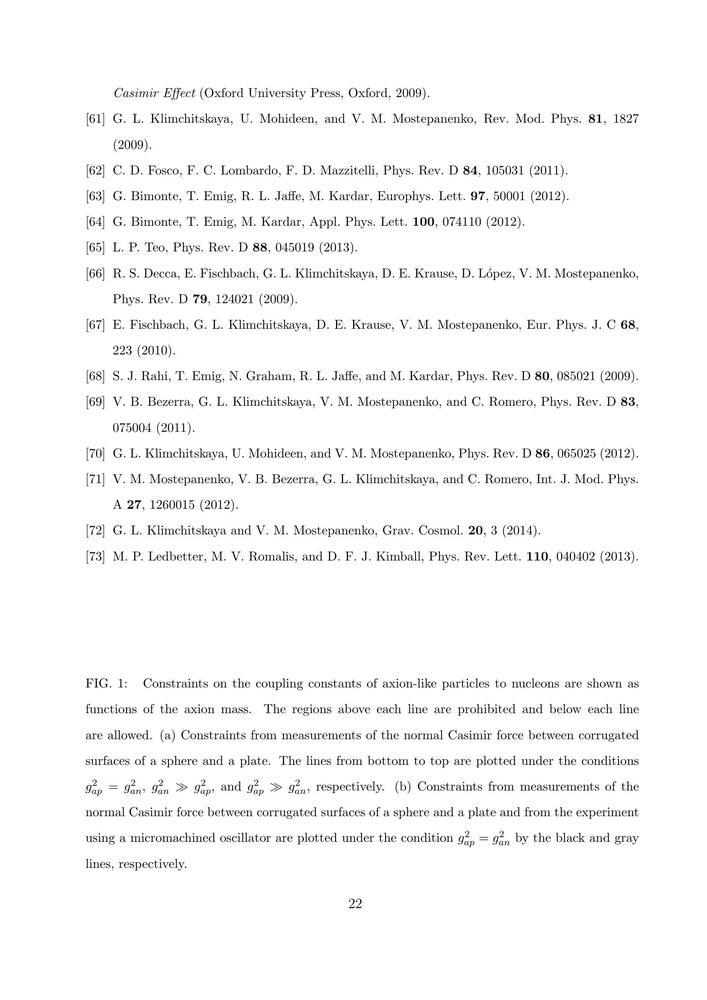 Casimir Effect (Oxford University Press, Oxford, 2009).
[61] G. L. Klimchitskaya, U. Mohideen, and V. M. Mostepanenko, Rev. Mod. Phys. 81, 1827
(2009).
[62] C. D. Fosco, F. C. Lombardo, F. D. Mazzitelli, Phys. Rev. D 84, 105031 (2011).
[63] G. Bimonte, T. Emig, R. L. Jaffe, M. Kardar, Europhys. Lett. 97, 50001 (2012).
[64] G. Bimonte, T. Emig, M. Kardar, Appl. Phys. Lett. 100, 074110 (2012).
[65] L. P. Teo, Phys. Rev. D 88, 045019 (2013).
[66] R. S. Decca, E. Fischbach, G. L. Klimchitskaya, D. E. Krause, D. López, V. M. Mostepanenko,
Phys. Rev. D 79, 124021 (2009).
[67] E. Fischbach, G. L. Klimchitskaya, D. E. Krause, V. M. Mostepanenko, Eur. Phys. J. C 68,
223 (2010).
[68] S. J. Rahi, T. Emig, N. Graham, R. L. Jaffe, and M. Kardar, Phys. Rev. D 80, 085021 (2009).
[69] V. B. Bezerra, G. L. Klimchitskaya, V. M. Mostepanenko, and C. Romero, Phys. Rev. D 83,
075004 (2011).
[70] G. L. Klimchitskaya, U. Mohideen, and V. M. Mostepanenko, Phys. Rev. D 86, 065025 (2012).
[71] V. M. Mostepanenko, V. B. Bezerra, G. L. Klimchitskaya, and C. Romero, Int. J. Mod. Phys.
A 27, 1260015 (2012).
[72] G. L. Klimchitskaya and V. M. Mostepanenko, Grav. Cosmol. 20, 3 (2014).
[73] M. P. Ledbetter, M. V. Romalis, and D. F. J. Kimball, Phys. Rev. Lett. 110, 040402 (2013).
FIG. 1: Constraints on the coupling constants of axion-like particles to nucleons are shown as
functions of the axion mass. The regions above each line are prohibited and below each line
are allowed. (a) Constraints from measurements of the normal Casimir force between corrugated
surfaces of a sphere and a plate. The lines from bottom to top are plotted under the conditions
$g_{ap}^2 = g_{an}^2$, $g_{an}^2 \gg g_{ap}^2$, and $g_{ap}^2 \gg g_{an}^2$, respectively. (b) Constraints from measurements of the
normal Casimir force between corrugated surfaces of a sphere and a plate and from the experiment
using a micromachined oscillator are plotted under the condition $g_{ap}^2 = g_{an}^2$ by the black and gray
lines, respectively.
22